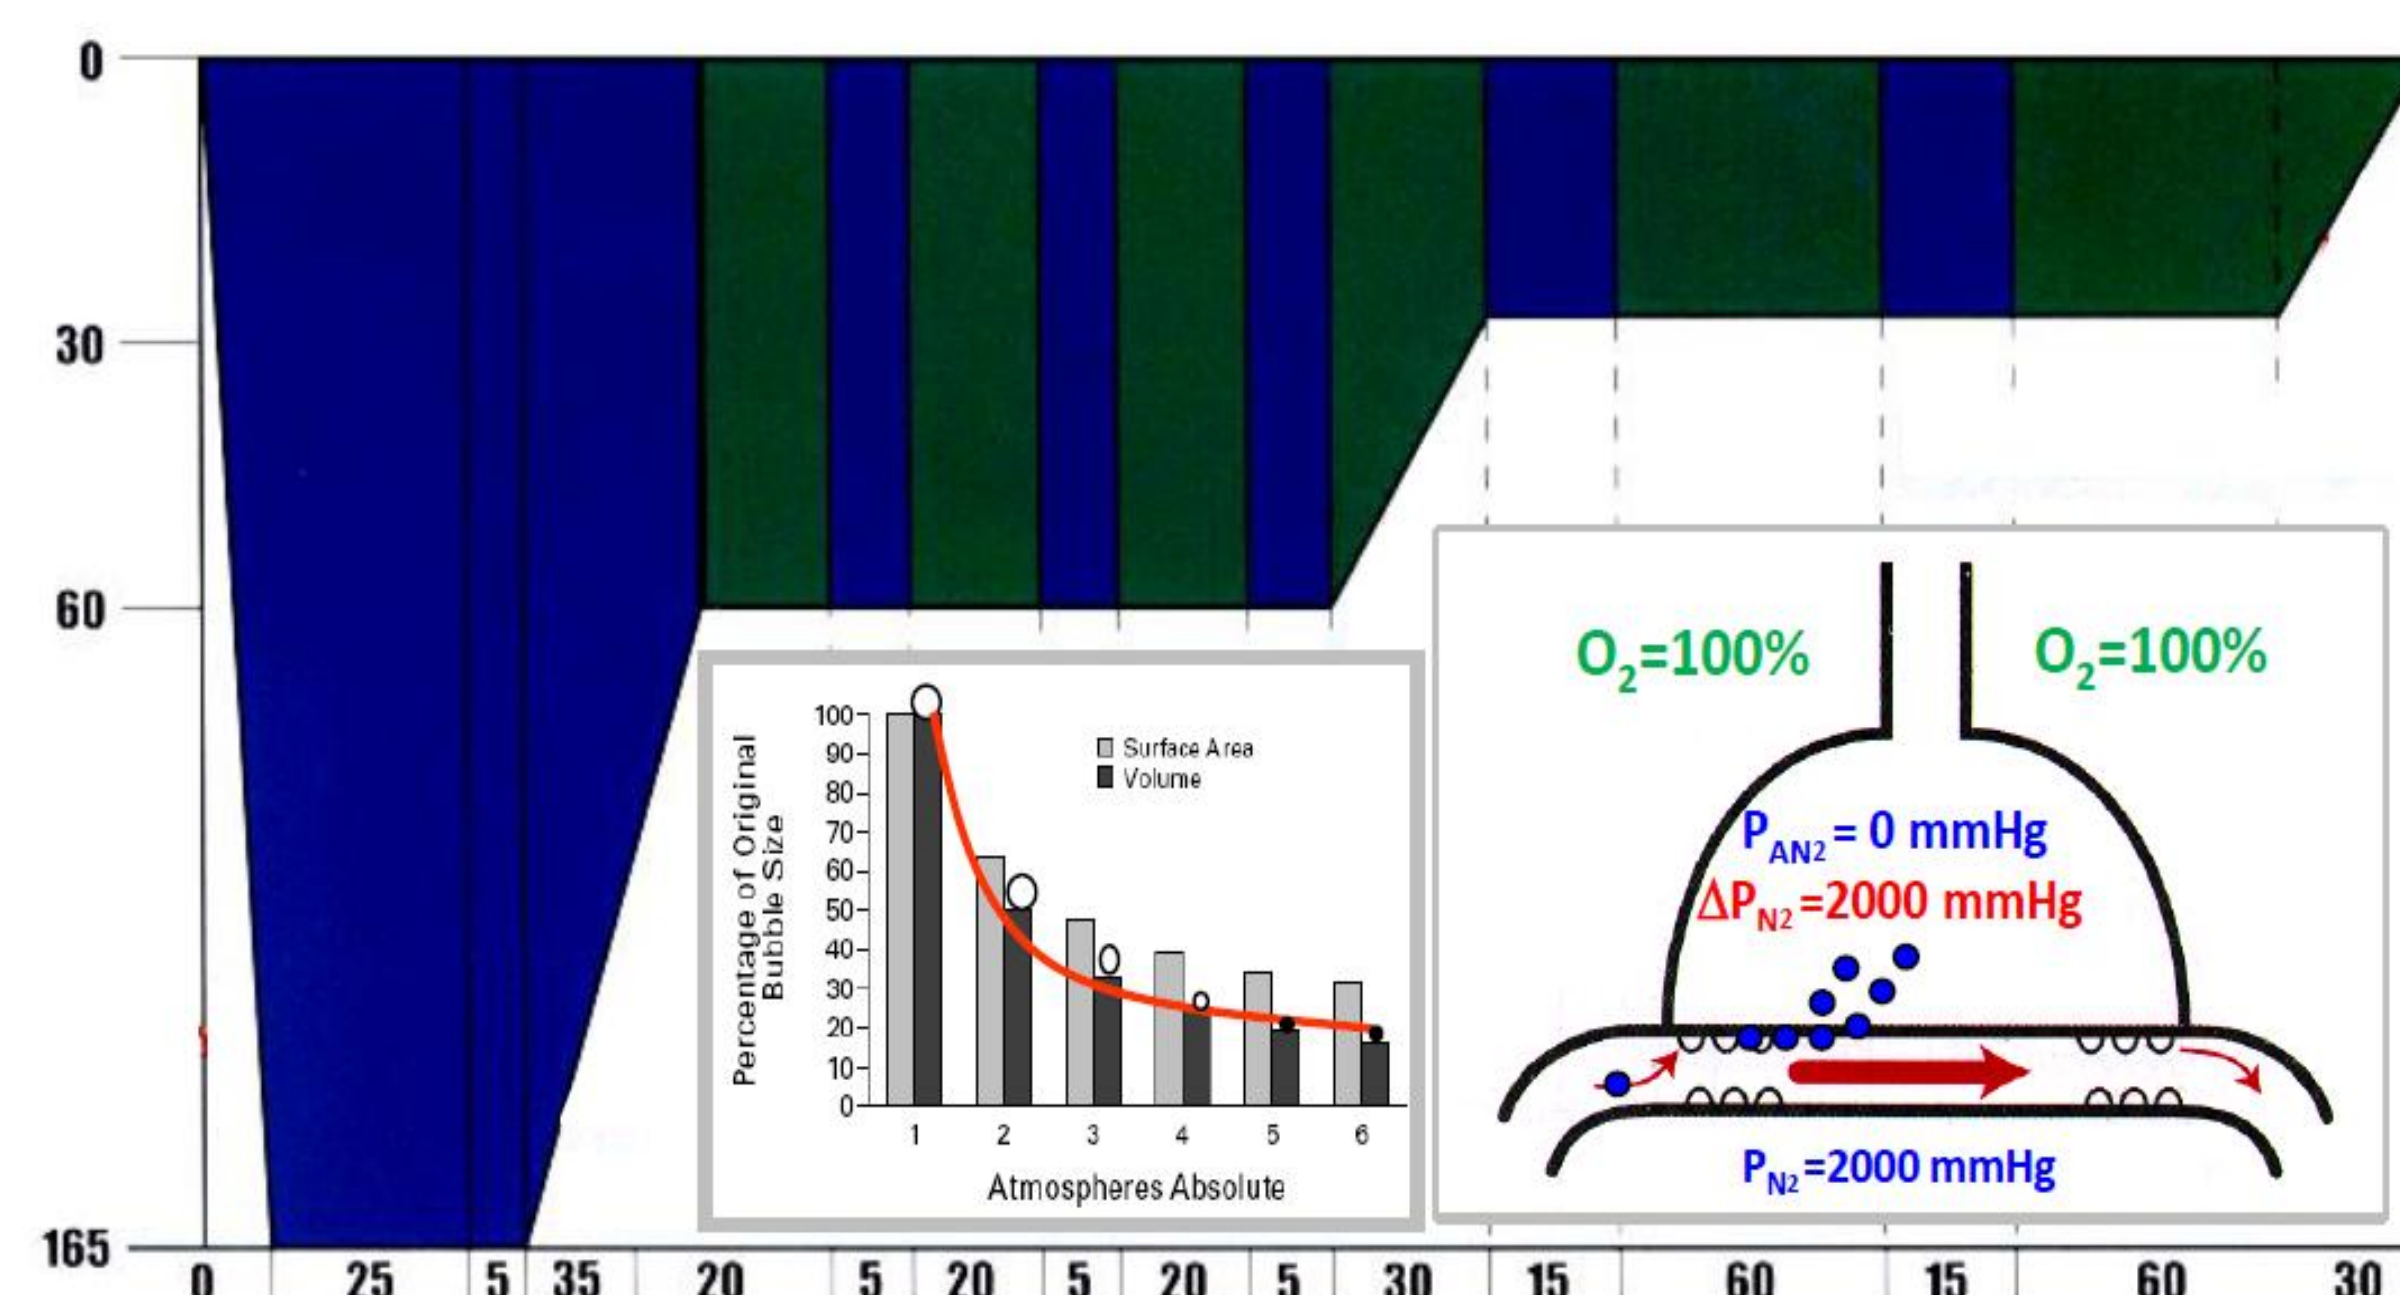 0
30
60
165
0 25 5 35 20 5 20 5 20 5 30 15 60 15 60 30
Percentage of Original
Bubble Size
100
90
80
70
60
50
40
30
20
10
0
Surface Area
Volume
1 2 3 4 5 6
Atmospheres Absolute
O2=100% O2=100%
PAN2 = 0 mmHg
ΔPN2 =2000 mmHg
PN2 =2000 mmHg